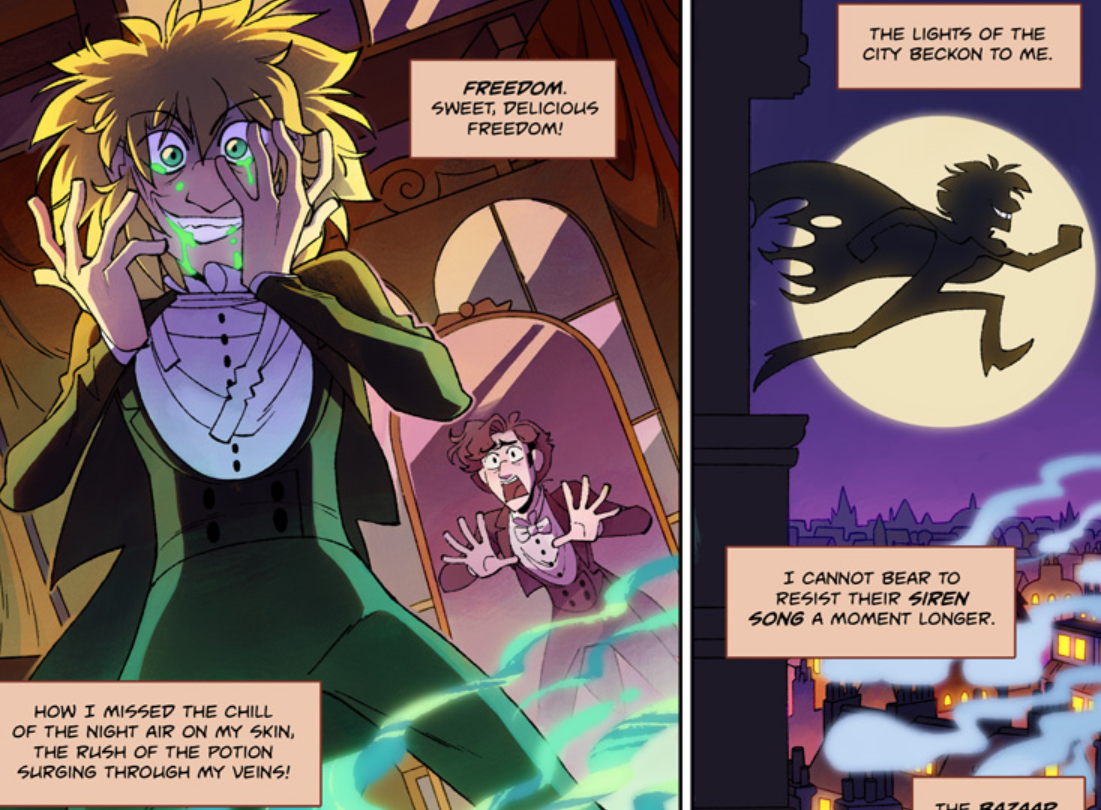 FREEDOM.
SWEET, DELICIOUS
FREEDOM!
HOW I MISSED THE CHILL
OF THE NIGHT AIR ON MY SKIN,
THE RUSH OF THE POTION
SURGING THROUGH MY VEINS!
THE LIGHTS OF THE
CITY BECKON TO ME.
I CANNOT BEAR TO
RESIST THEIR SIREN
SONG A MOMENT LONGER.
THE BAZAAR